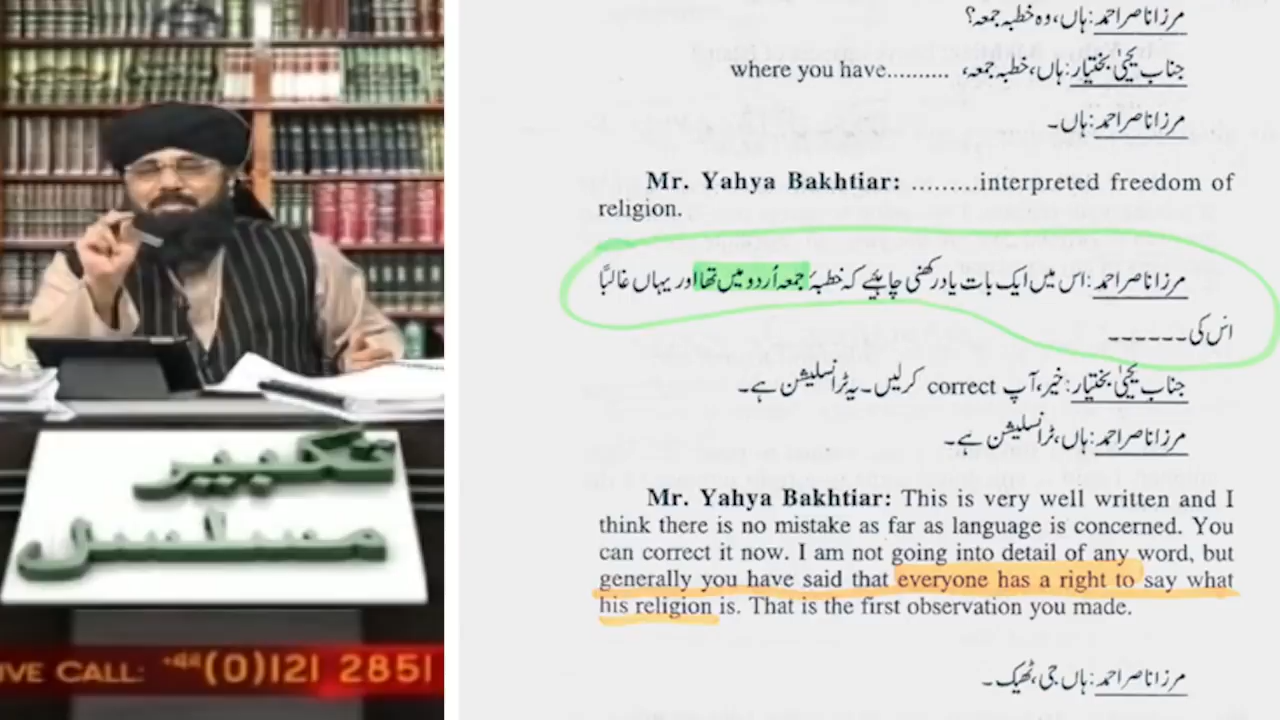 مرزا ناصر احمد: ہاں، وہ خطبہ جمعہ؟
جناب یحییٰ بختیار: ہاں، خطبہ جمعہ، where you have..........
مرزا ناصر احمد: ہاں۔
Mr. Yahya Bakhtiar: .........interpreted freedom of
religion.
مرزا ناصر احمد: اس میں ایک بات یاد رکھنی چاہیے کہ خطبۂ جمعہ اُردو میں تھا اور یہاں غالباً
اس کی ۔۔۔۔۔۔
جناب یحییٰ بختیار: خیر، آپ correct کرلیں۔ یہ ٹرانسلیشن ہے۔
مرزا ناصر احمد: ہاں، ٹرانسلیشن ہے۔
Mr. Yahya Bakhtiar: This is very well written and I
think there is no mistake as far as language is concerned. You
can correct it now. I am not going into detail of any word, but
generally you have said that everyone has a right to say what
his religion is. That is the first observation you made.
مرزا ناصر احمد: ہاں جی، ٹھیک۔
تکبیر
مسلسل
IVE CALL: +44(0)121 2851